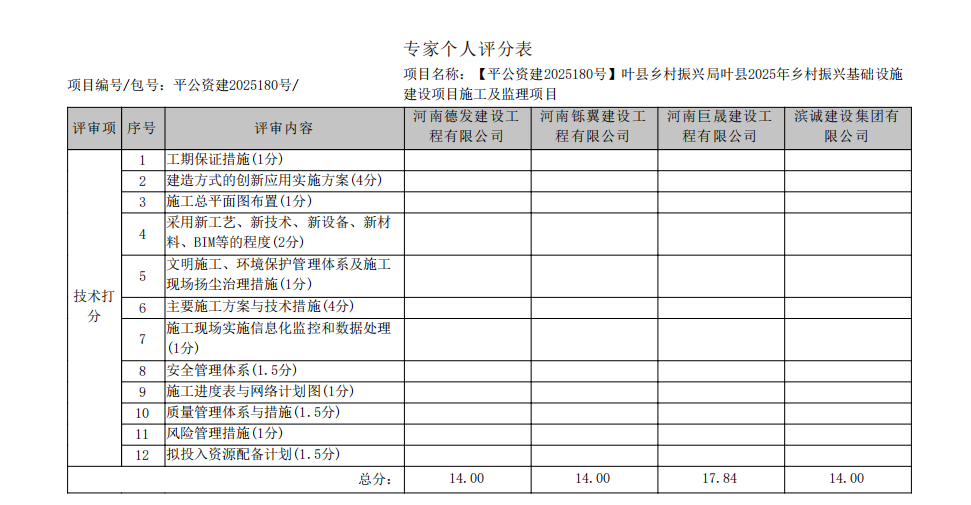 专家个人评分表
项目编号/包号：平公资建2025180号/
项目名称：【平公资建2025180号】叶县乡村振兴局叶县2025年乡村振兴基础设施
建设项目施工及监理项目
评审项 序号 评审内容 河南德发建设工 河南铄翼建设工 河南巨晟建设工 滨诚建设集团有
程有限公司 程有限公司 程有限公司 限公司
1 工期保证措施(1分)
2 建造方式的创新应用实施方案(4分)
3 施工总平面图布置(1分)
4 采用新工艺、新技术、新设备、新材
料、BIM等的程度(2分)
5 文明施工、环境保护管理体系及施工
现场扬尘治理措施(1分)
技术打
分
6 主要施工方案与技术措施(4分)
7 施工现场实施信息化监控和数据处理
(1分)
8 安全管理体系(1.5分)
9 施工进度表与网络计划图(1分)
10 质量管理体系与措施(1.5分)
11 风险管理措施(1分)
12 拟投入资源配备计划(1.5分)
总分： 14.00 14.00 17.84 14.00